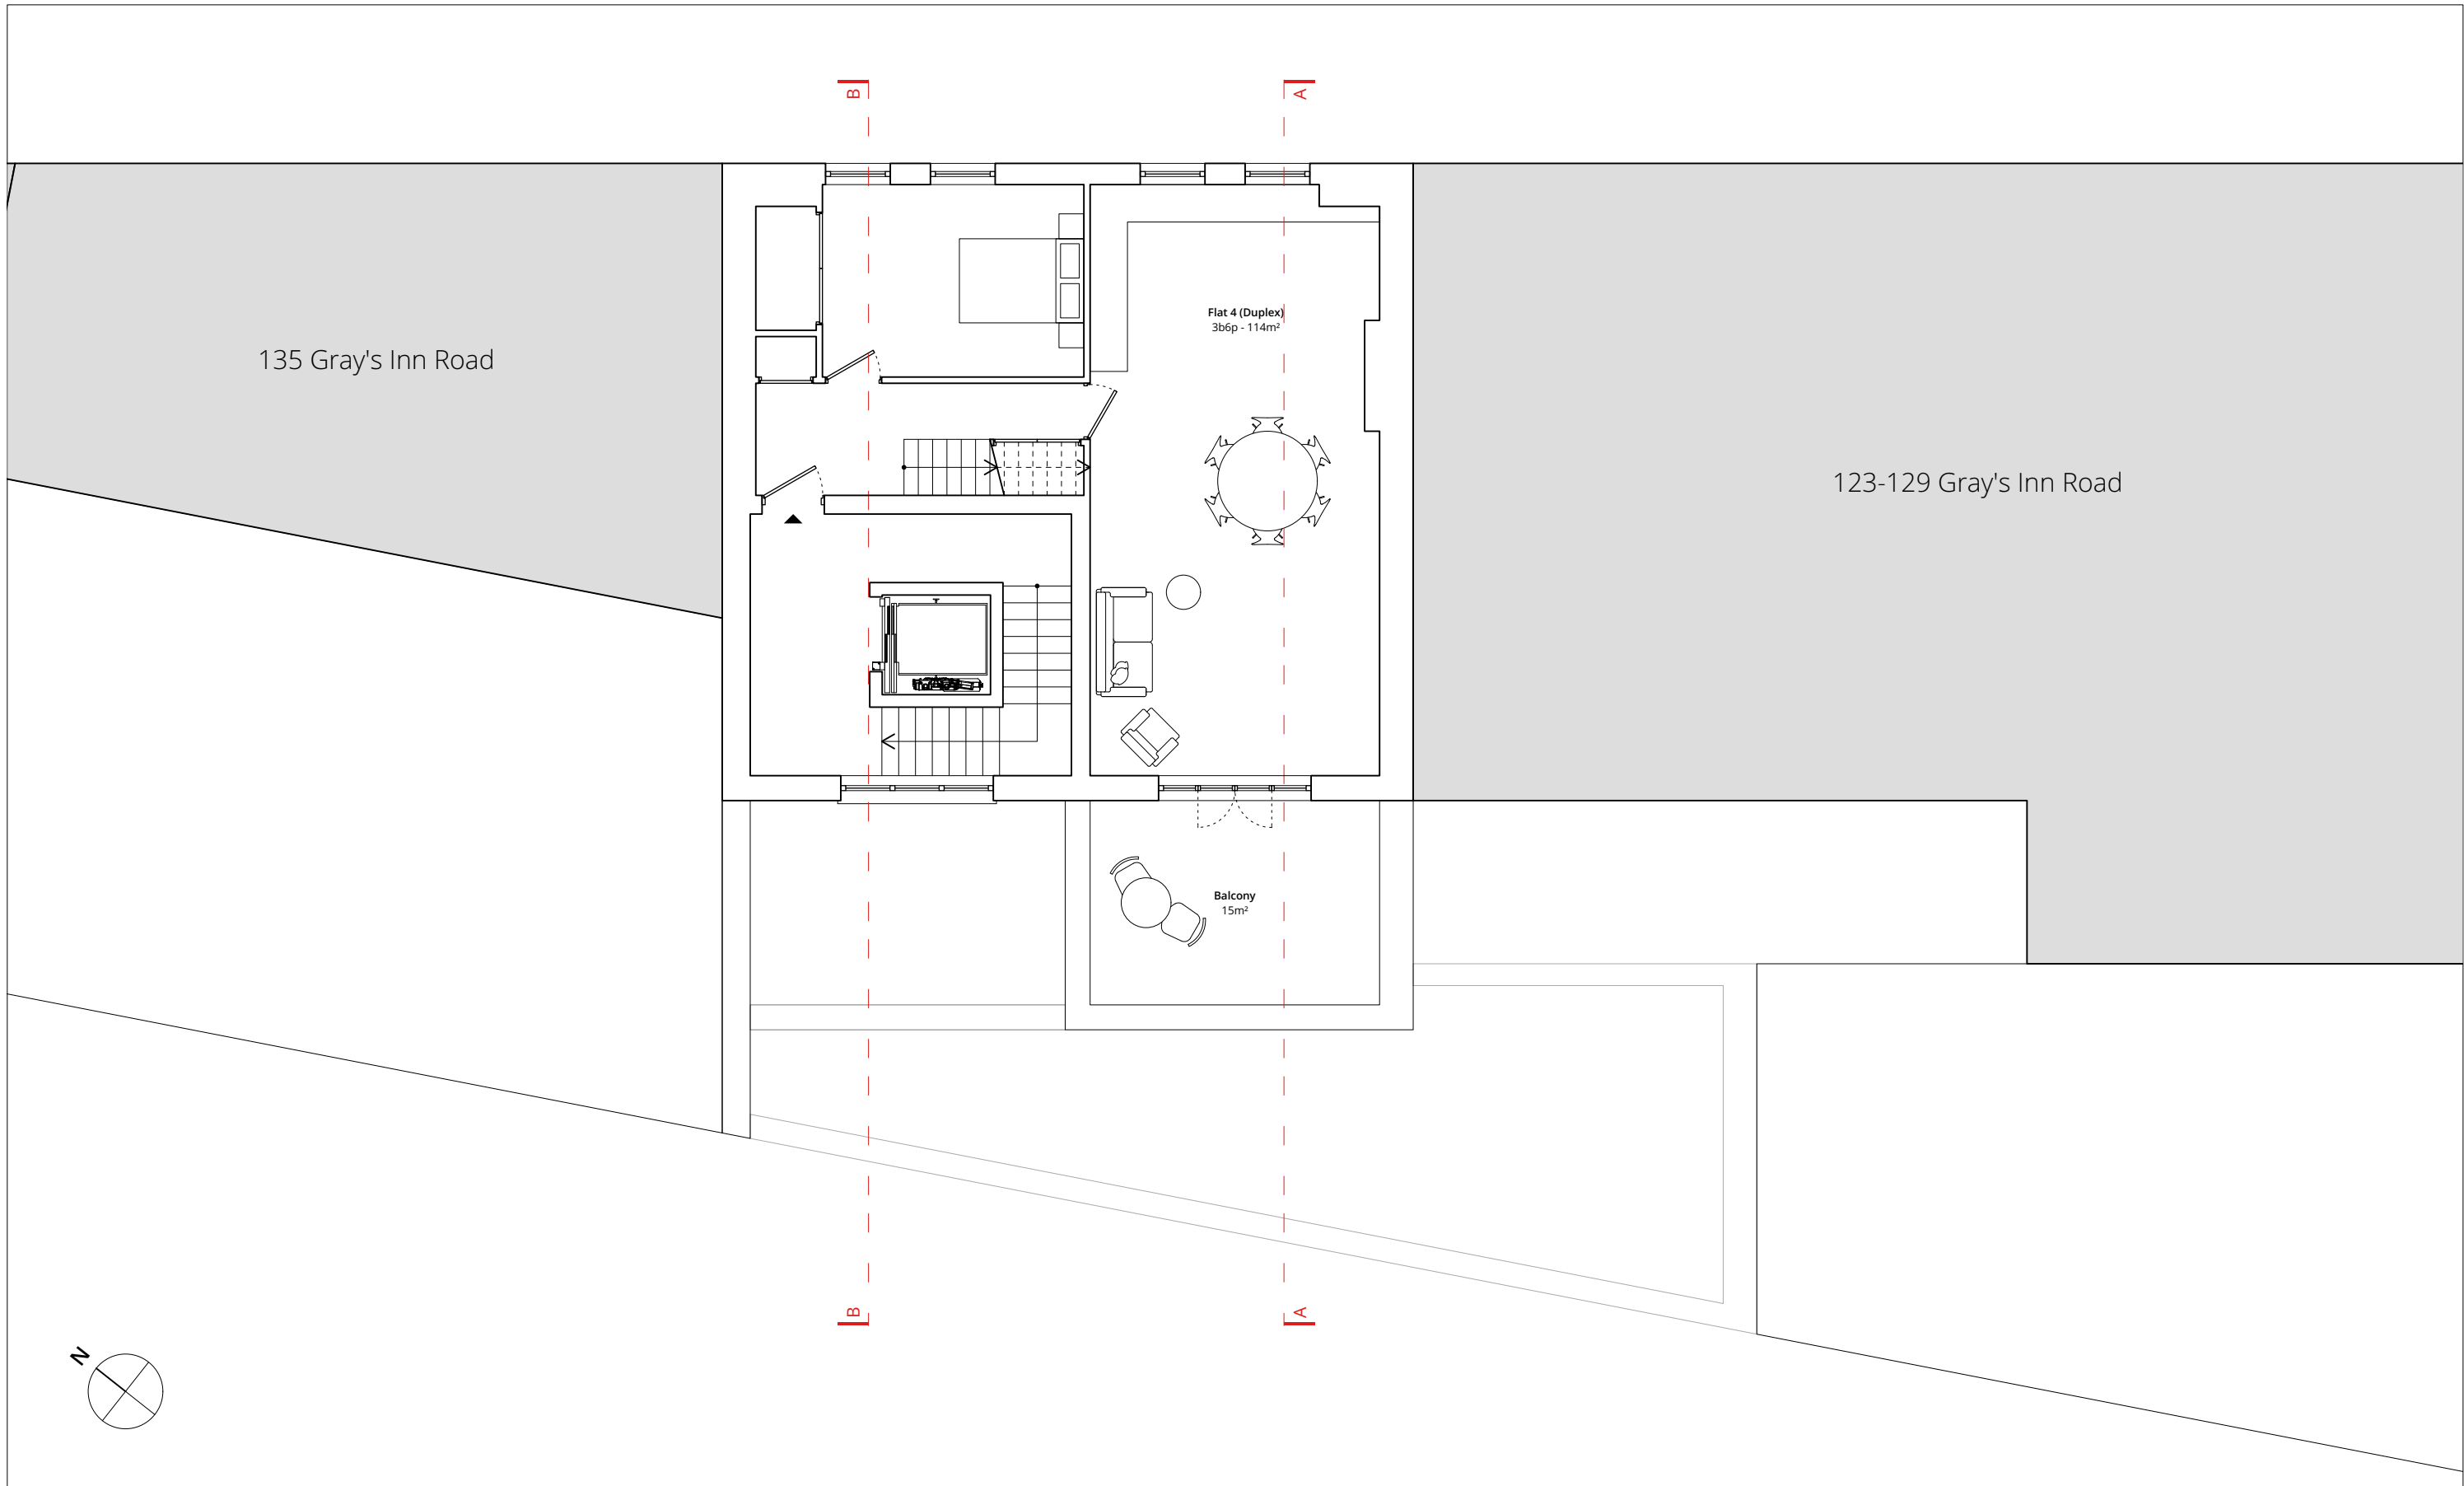 B
A
Flat 4 (Duplex)
3b6p - 114m²
135 Gray's Inn Road
123-129 Gray's Inn Road
Balcony
15m²
B
A
N